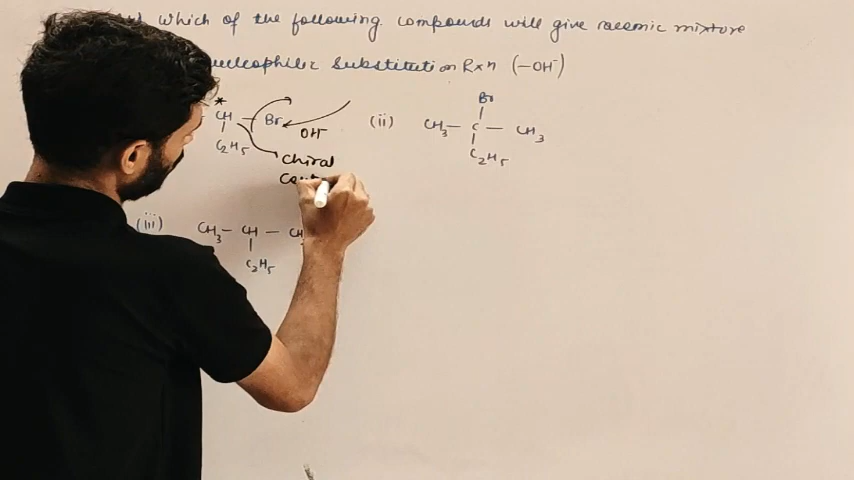 which of the following compounds will give racemic mixture
nucleophilic substitution Rxn (-OH⁻)
* Br
CH — Br (ii) CH3 — C — CH3
OH⁻
C2H5 C2H5
chiral
(iii) CH3 — CH — CH
C2H5